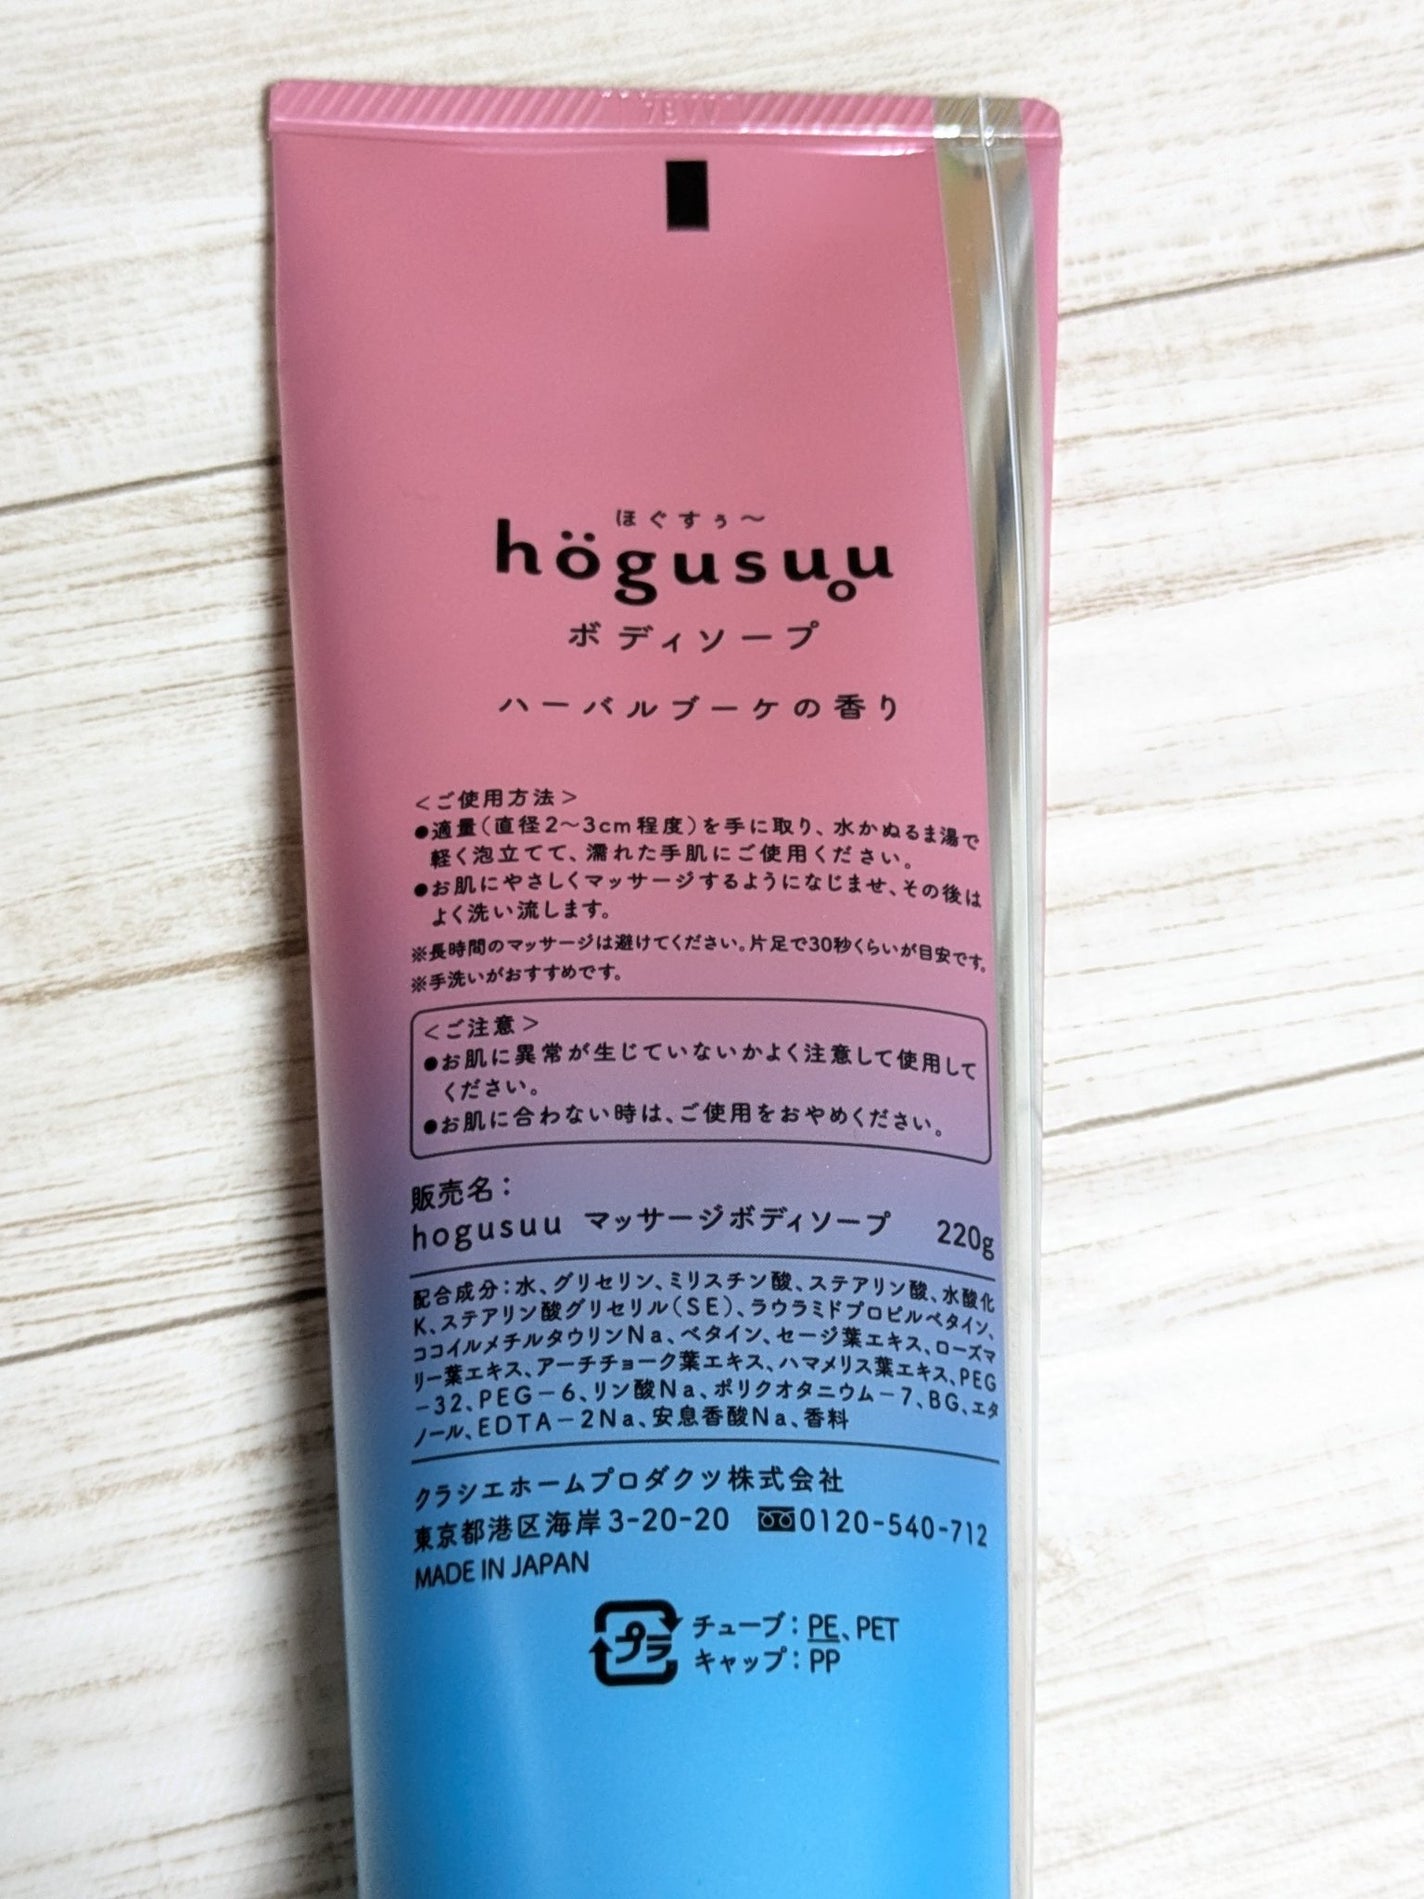 ほぐすぅ〜
högusuu
ボディソープ
ハーバルブーケの香り
＜ご使用方法＞
●適量(直径2〜3cm程度)を手に取り、水かぬるま湯で
軽く泡立てて、濡れた手肌にご使用ください。
●お肌にやさしくマッサージするようになじませ、その後は
よく洗い流します。
※長時間のマッサージは避けてください。片足で30秒くらいが目安です。
※手洗いがおすすめです。
＜ご注意＞
●お肌に異常が生じていないかよく注意して使用して
ください。
●お肌に合わない時は、ご使用をおやめください。
販売名：
hogusuu マッサージボディソープ 220g
配合成分：水、グリセリン、ミリスチン酸、ステアリン酸、水酸化
K、ステアリン酸グリセリル(SE)、ラウラミドプロピルベタイン、
ココイルメチルタウリンNa、ベタイン、セージ葉エキス、ローズマ
リー葉エキス、アーチチョーク葉エキス、ハマメリス葉エキス、PEG
－32、PEG－6、リン酸Na、ポリクオタニウム－7、BG、エタ
ノール、EDTA－2Na、安息香酸Na、香料
クラシエホームプロダクツ株式会社
東京都港区海岸3-20-20 0120-540-712
MADE IN JAPAN
プラ チューブ：PE、PET
キャップ：PP